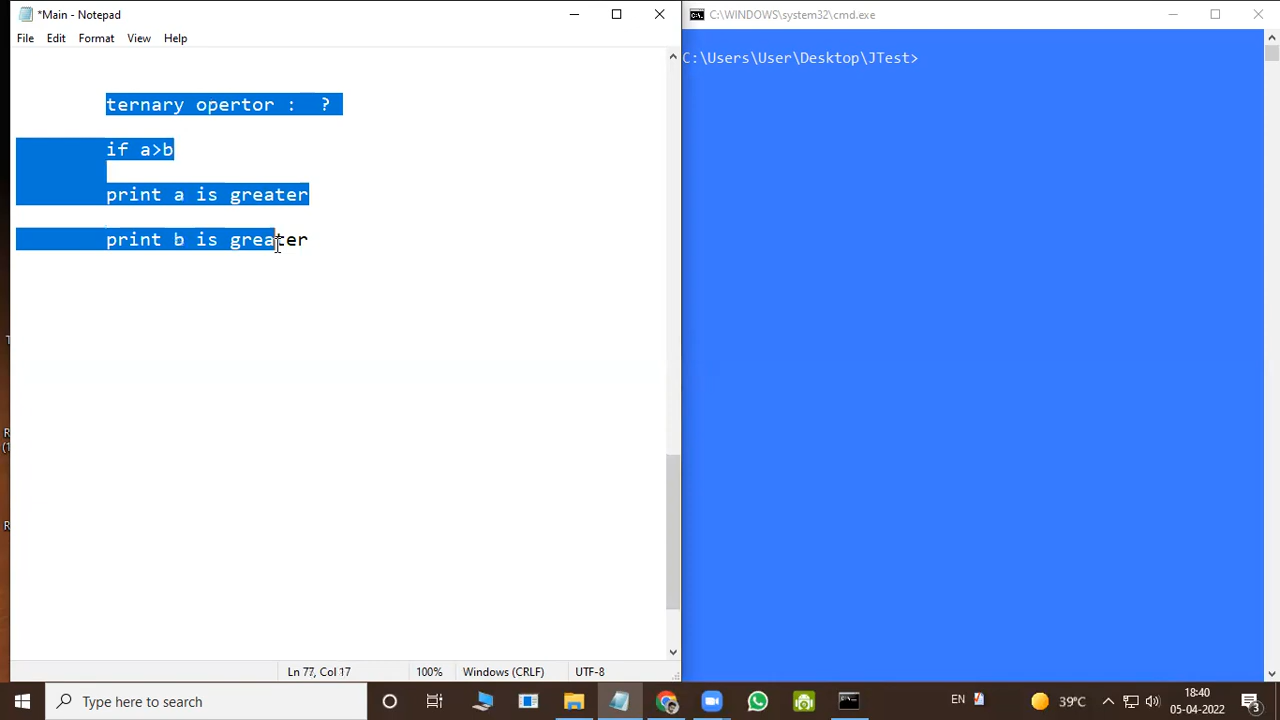 *Main - Notepad
File Edit Format View Help
ternary opertor : ?
if a>b
print a is greater
print b is greater
Ln 77, Col 17 100% Windows (CRLF) UTF-8
C:\WINDOWS\system32\cmd.exe
C:\Users\User\Desktop\JTest>
T
R
(1
R
Type here to search
EN
39°C
18:40
05-04-2022
3